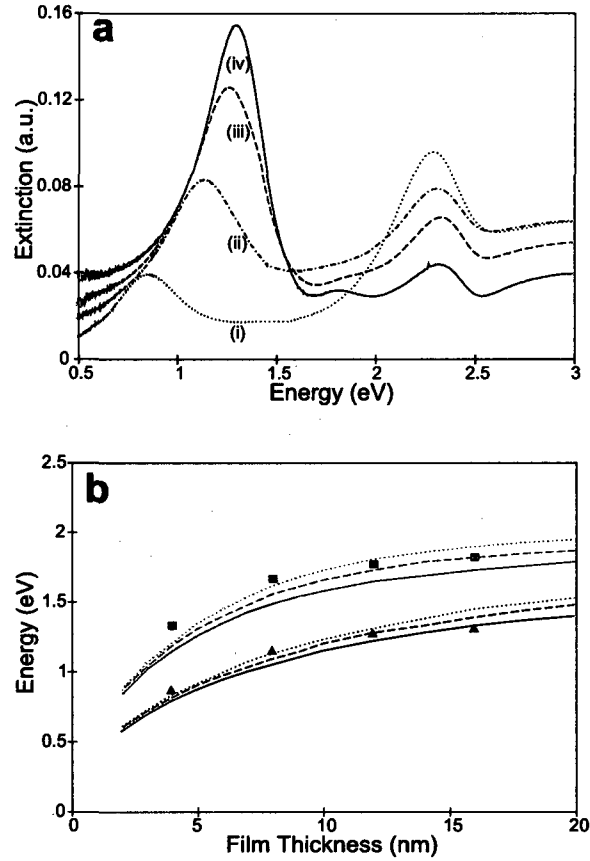 a
0.16
0.12
0.08
0.04
0
Extinction (a.u.)
(iv)
(iii)
(ii)
(i)
0.5
1
1.5
2
2.5
3
Energy (eV)
b
2.5
2
1.5
1
0.5
0
Energy (eV)
0
5
10
15
20
Film Thickness (nm)